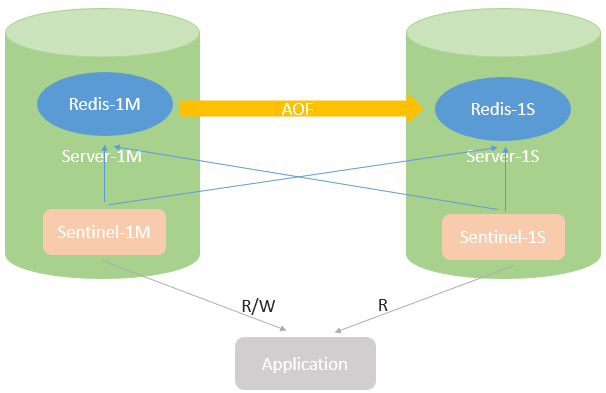 Redis-1M
AOF
Redis-1S
Server-1M
Server-1S
Sentinel-1M
Sentinel-1S
R/W
R
Application